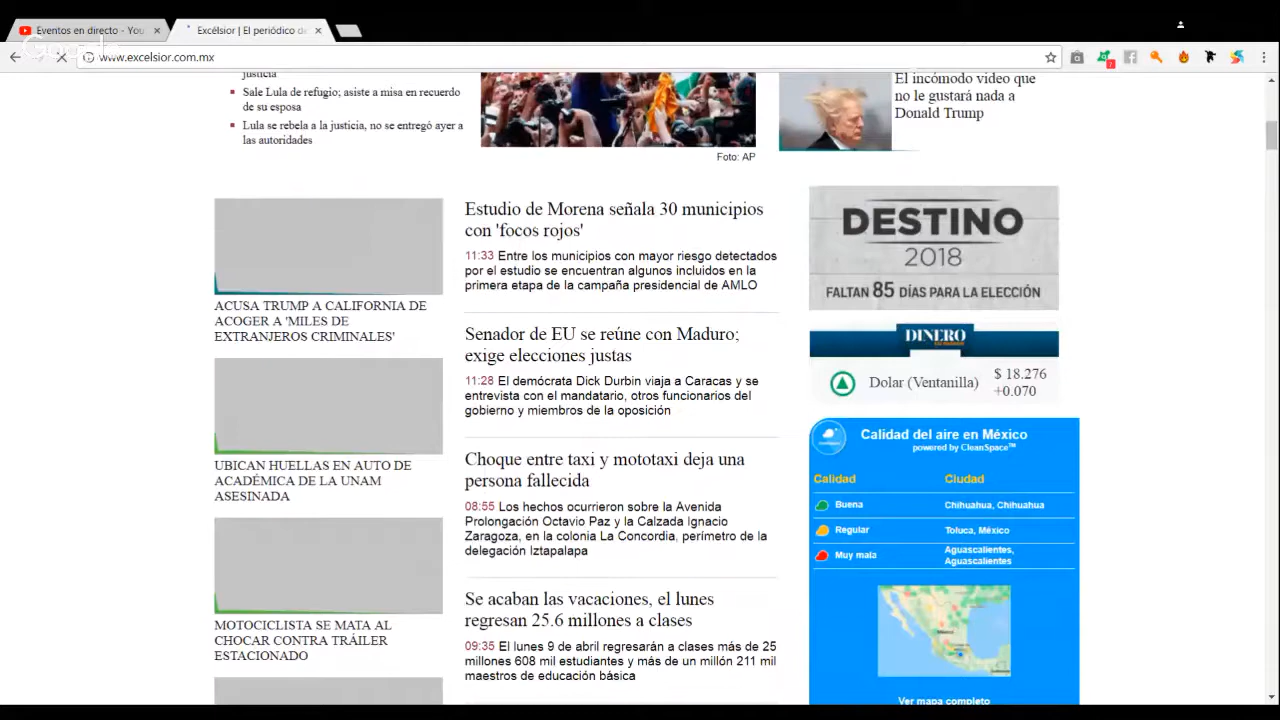 Eventos en directo - You
Excélsior | El periódico de
www.excelsior.com.mx
justicia
Sale Lula de refugio; asiste a misa en recuerdo
de su esposa
Lula se rebela a la justicia, no se entregó ayer a
las autoridades
Foto: AP
El incómodo video que
no le gustará nada a
Donald Trump
ACUSA TRUMP A CALIFORNIA DE
ACOGER A 'MILES DE
EXTRANJEROS CRIMINALES'
UBICAN HUELLAS EN AUTO DE
ACADÉMICA DE LA UNAM
ASESINADA
MOTOCICLISTA SE MATA AL
CHOCAR CONTRA TRÁILER
ESTACIONADO
Estudio de Morena señala 30 municipios
con 'focos rojos'
11:33 Entre los municipios con mayor riesgo detectados
por el estudio se encuentran algunos incluidos en la
primera etapa de la campaña presidencial de AMLO
Senador de EU se reúne con Maduro;
exige elecciones justas
11:28 El demócrata Dick Durbin viaja a Caracas y se
entrevista con el mandatario, otros funcionarios del
gobierno y miembros de la oposición
Choque entre taxi y mototaxi deja una
persona fallecida
08:55 Los hechos ocurrieron sobre la Avenida
Prolongación Octavio Paz y la Calzada Ignacio
Zaragoza, en la colonia La Concordia, perímetro de la
delegación Iztapalapa
Se acaban las vacaciones, el lunes
regresan 25.6 millones a clases
09:35 El lunes 9 de abril regresarán a clases más de 25
millones 608 mil estudiantes y más de un millón 211 mil
maestros de educación básica
DESTINO
2018
FALTAN 85 DÍAS PARA LA ELECCIÓN
DINERO
Dolar (Ventanilla) $ 18.276
+0.070
Calidad del aire en México
powered by CleanSpace™
Calidad Ciudad
Buena Chihuahua, Chihuahua
Regular Toluca, México
Muy mala Aguascalientes,
Aguascalientes
México
Ver mapa completo